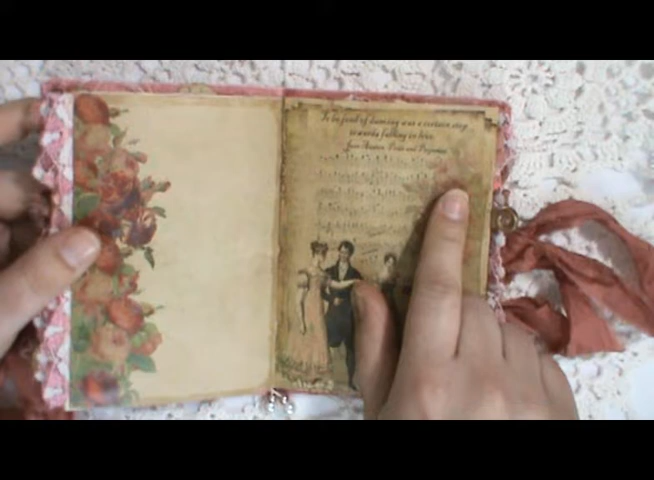 To be fond of dancing was a certain step
towards falling in love.
Jane Austen, Pride and Prejudice